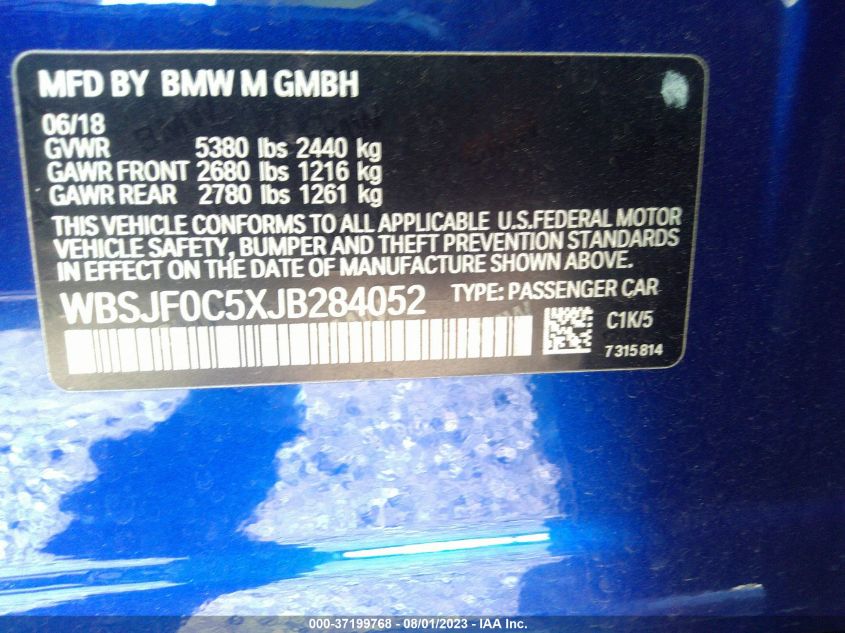 MFD BY BMW M GMBH
06/18
GVWR 5380 lbs 2440 kg
GAWR FRONT 2680 lbs 1216 kg
GAWR REAR 2780 lbs 1261 kg
THIS VEHICLE CONFORMS TO ALL APPLICABLE U.S.FEDERAL MOTOR
VEHICLE SAFETY, BUMPER AND THEFT PREVENTION STANDARDS
IN EFFECT ON THE DATE OF MANUFACTURE SHOWN ABOVE.
WBSJF0C5XJB284052 TYPE: PASSENGER CAR
C1K/5
7315814
000-37199768 - 08/01/2023 - IAA Inc.